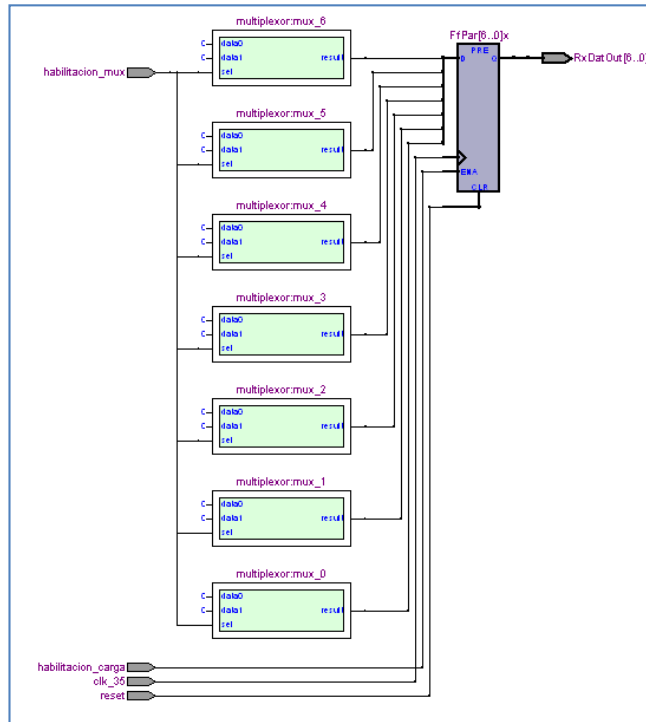 multiplexor:mux_6
FfPar[6..0]x
habilitacion_mux
data0
data1
sel
result
PRE
D
Q
ENA
CLR
RxDatOut[6..0]
multiplexor:mux_5
data0
data1
sel
result
multiplexor:mux_4
data0
data1
sel
result
multiplexor:mux_3
data0
data1
sel
result
multiplexor:mux_2
data0
data1
sel
result
multiplexor:mux_1
data0
data1
sel
result
multiplexor:mux_0
data0
data1
sel
result
habilitacion_carga
clk_35
reset